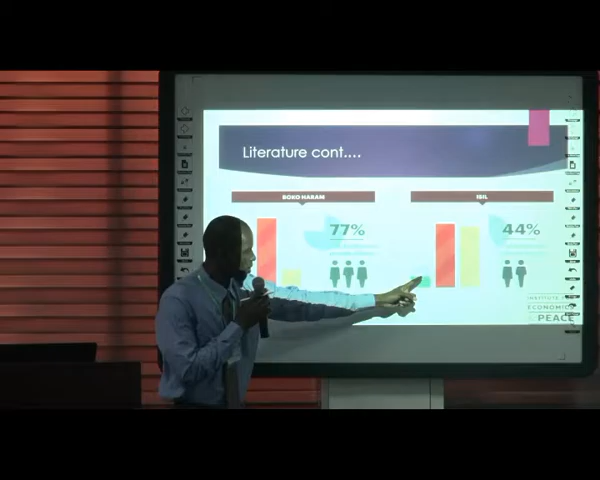 Literature cont....
BOKO HARAM
ISIL
77%
44%
INSTITUTE
ECONOMICS
PEACE